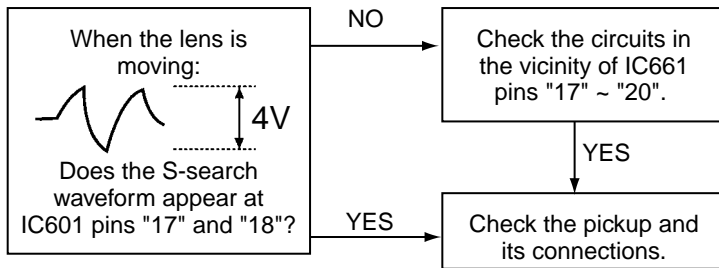 When the lens is
moving:
4V
Does the S-search
waveform appear at
IC601 pins "17" and "18"?
NO
Check the circuits in
the vicinity of IC661
pins "17" ~ "20".
YES
YES
Check the pickup and
its connections.